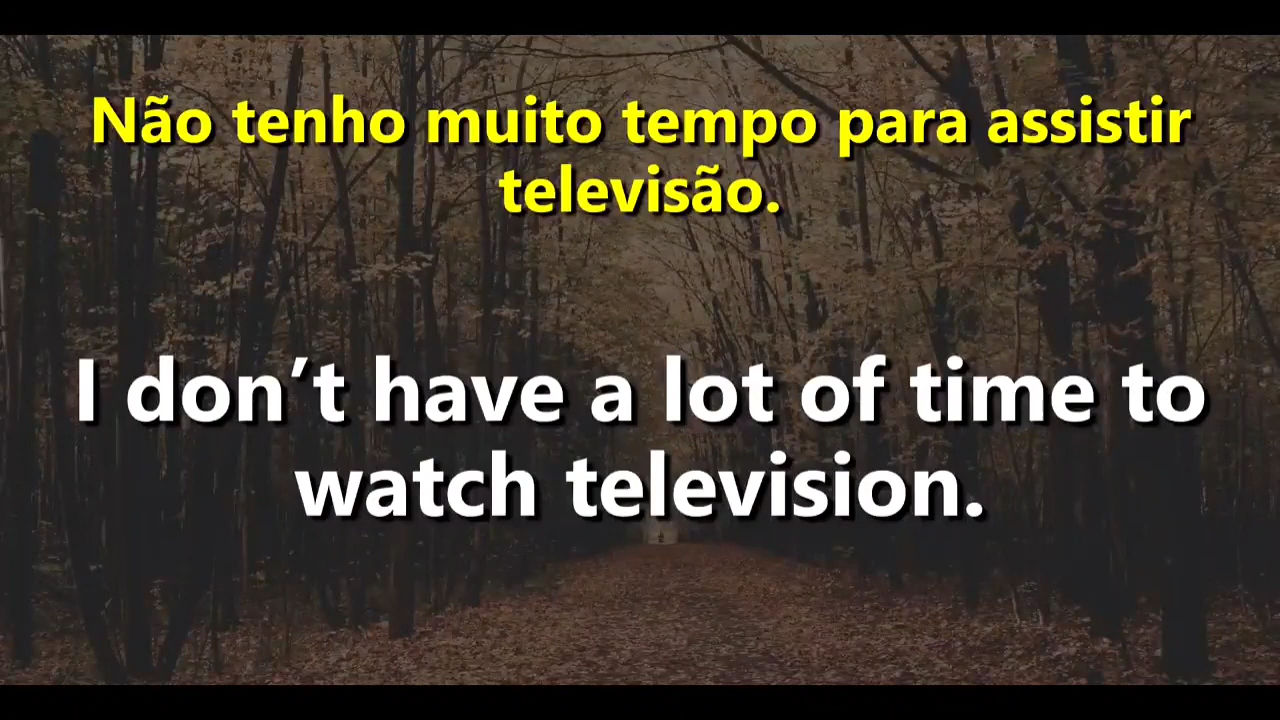 Não tenho muito tempo para assistir
televisão.
I don´t have a lot of time to
watch television.